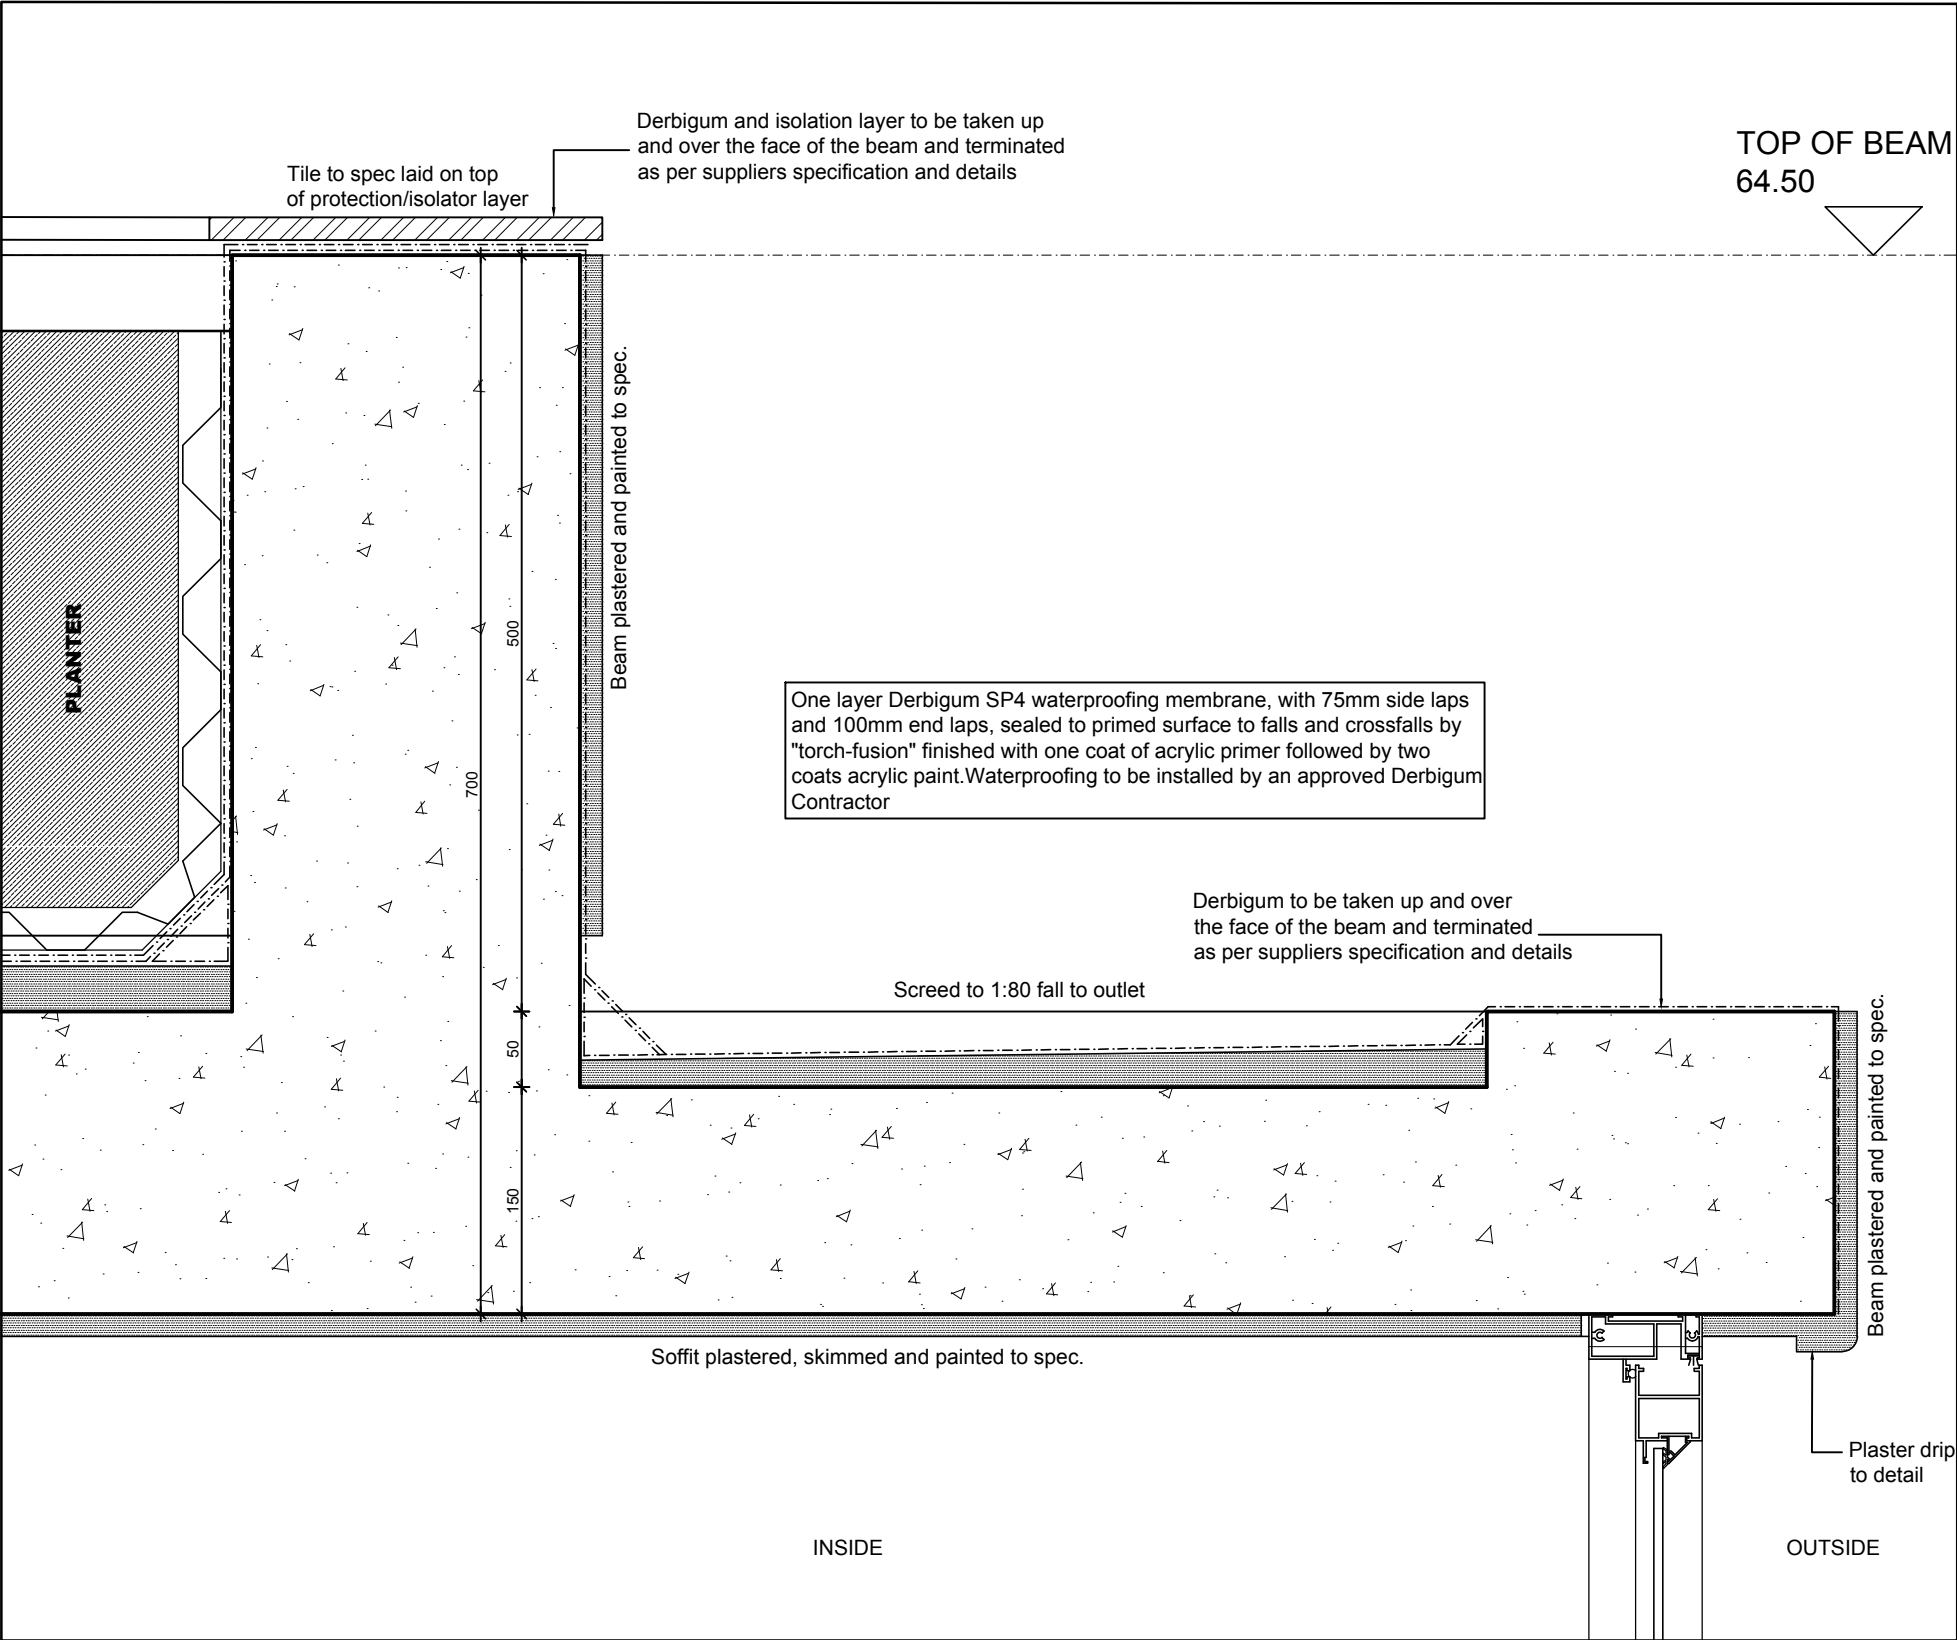 Derbigum and isolation layer to be taken up
and over the face of the beam and terminated
as per suppliers specification and details
TOP OF BEAM
64.50
Tile to spec laid on top
of protection/isolator layer
Beam plastered and painted to spec.
PLANTER
500
700
One layer Derbigum SP4 waterproofing membrane, with 75mm side laps
and 100mm end laps, sealed to primed surface to falls and crossfalls by
"torch-fusion" finished with one coat of acrylic primer followed by two
coats acrylic paint.Waterproofing to be installed by an approved Derbigum
Contractor
Derbigum to be taken up and over
the face of the beam and terminated
as per suppliers specification and details
Screed to 1:80 fall to outlet
50
150
Beam plastered and painted to spec.
Soffit plastered, skimmed and painted to spec.
Plaster drip
to detail
INSIDE
OUTSIDE